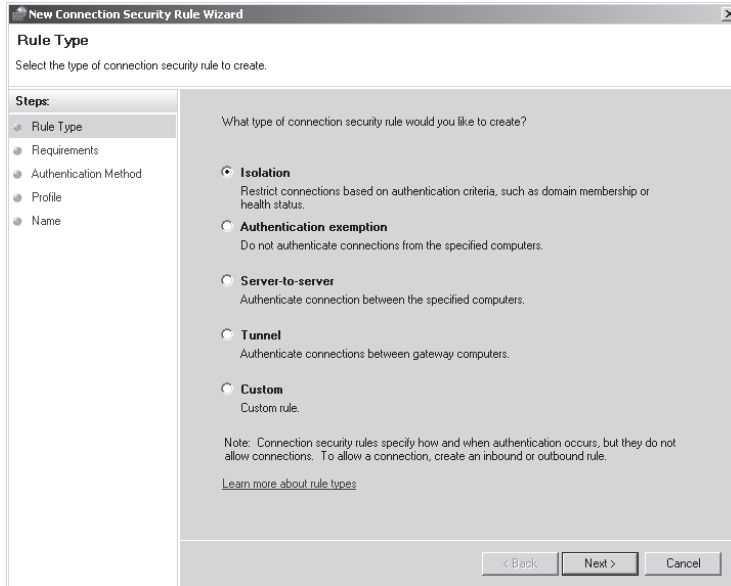 New Connection Security Rule Wizard
Rule Type
Select the type of connection security rule to create.
Steps:
Rule Type
Requirements
Authentication Method
Profile
Name
What type of connection security rule would you like to create?
Isolation
Restrict connections based on authentication criteria, such as domain membership or
health status.
Authentication exemption
Do not authenticate connections from the specified computers.
Server-to-server
Authenticate connection between the specified computers.
Tunnel
Authenticate connections between gateway computers.
Custom
Custom rule.
Note: Connection security rules specify how and when authentication occurs, but they do not
allow connections. To allow a connection, create an inbound or outbound rule.
Learn more about rule types
< Back
Next >
Cancel